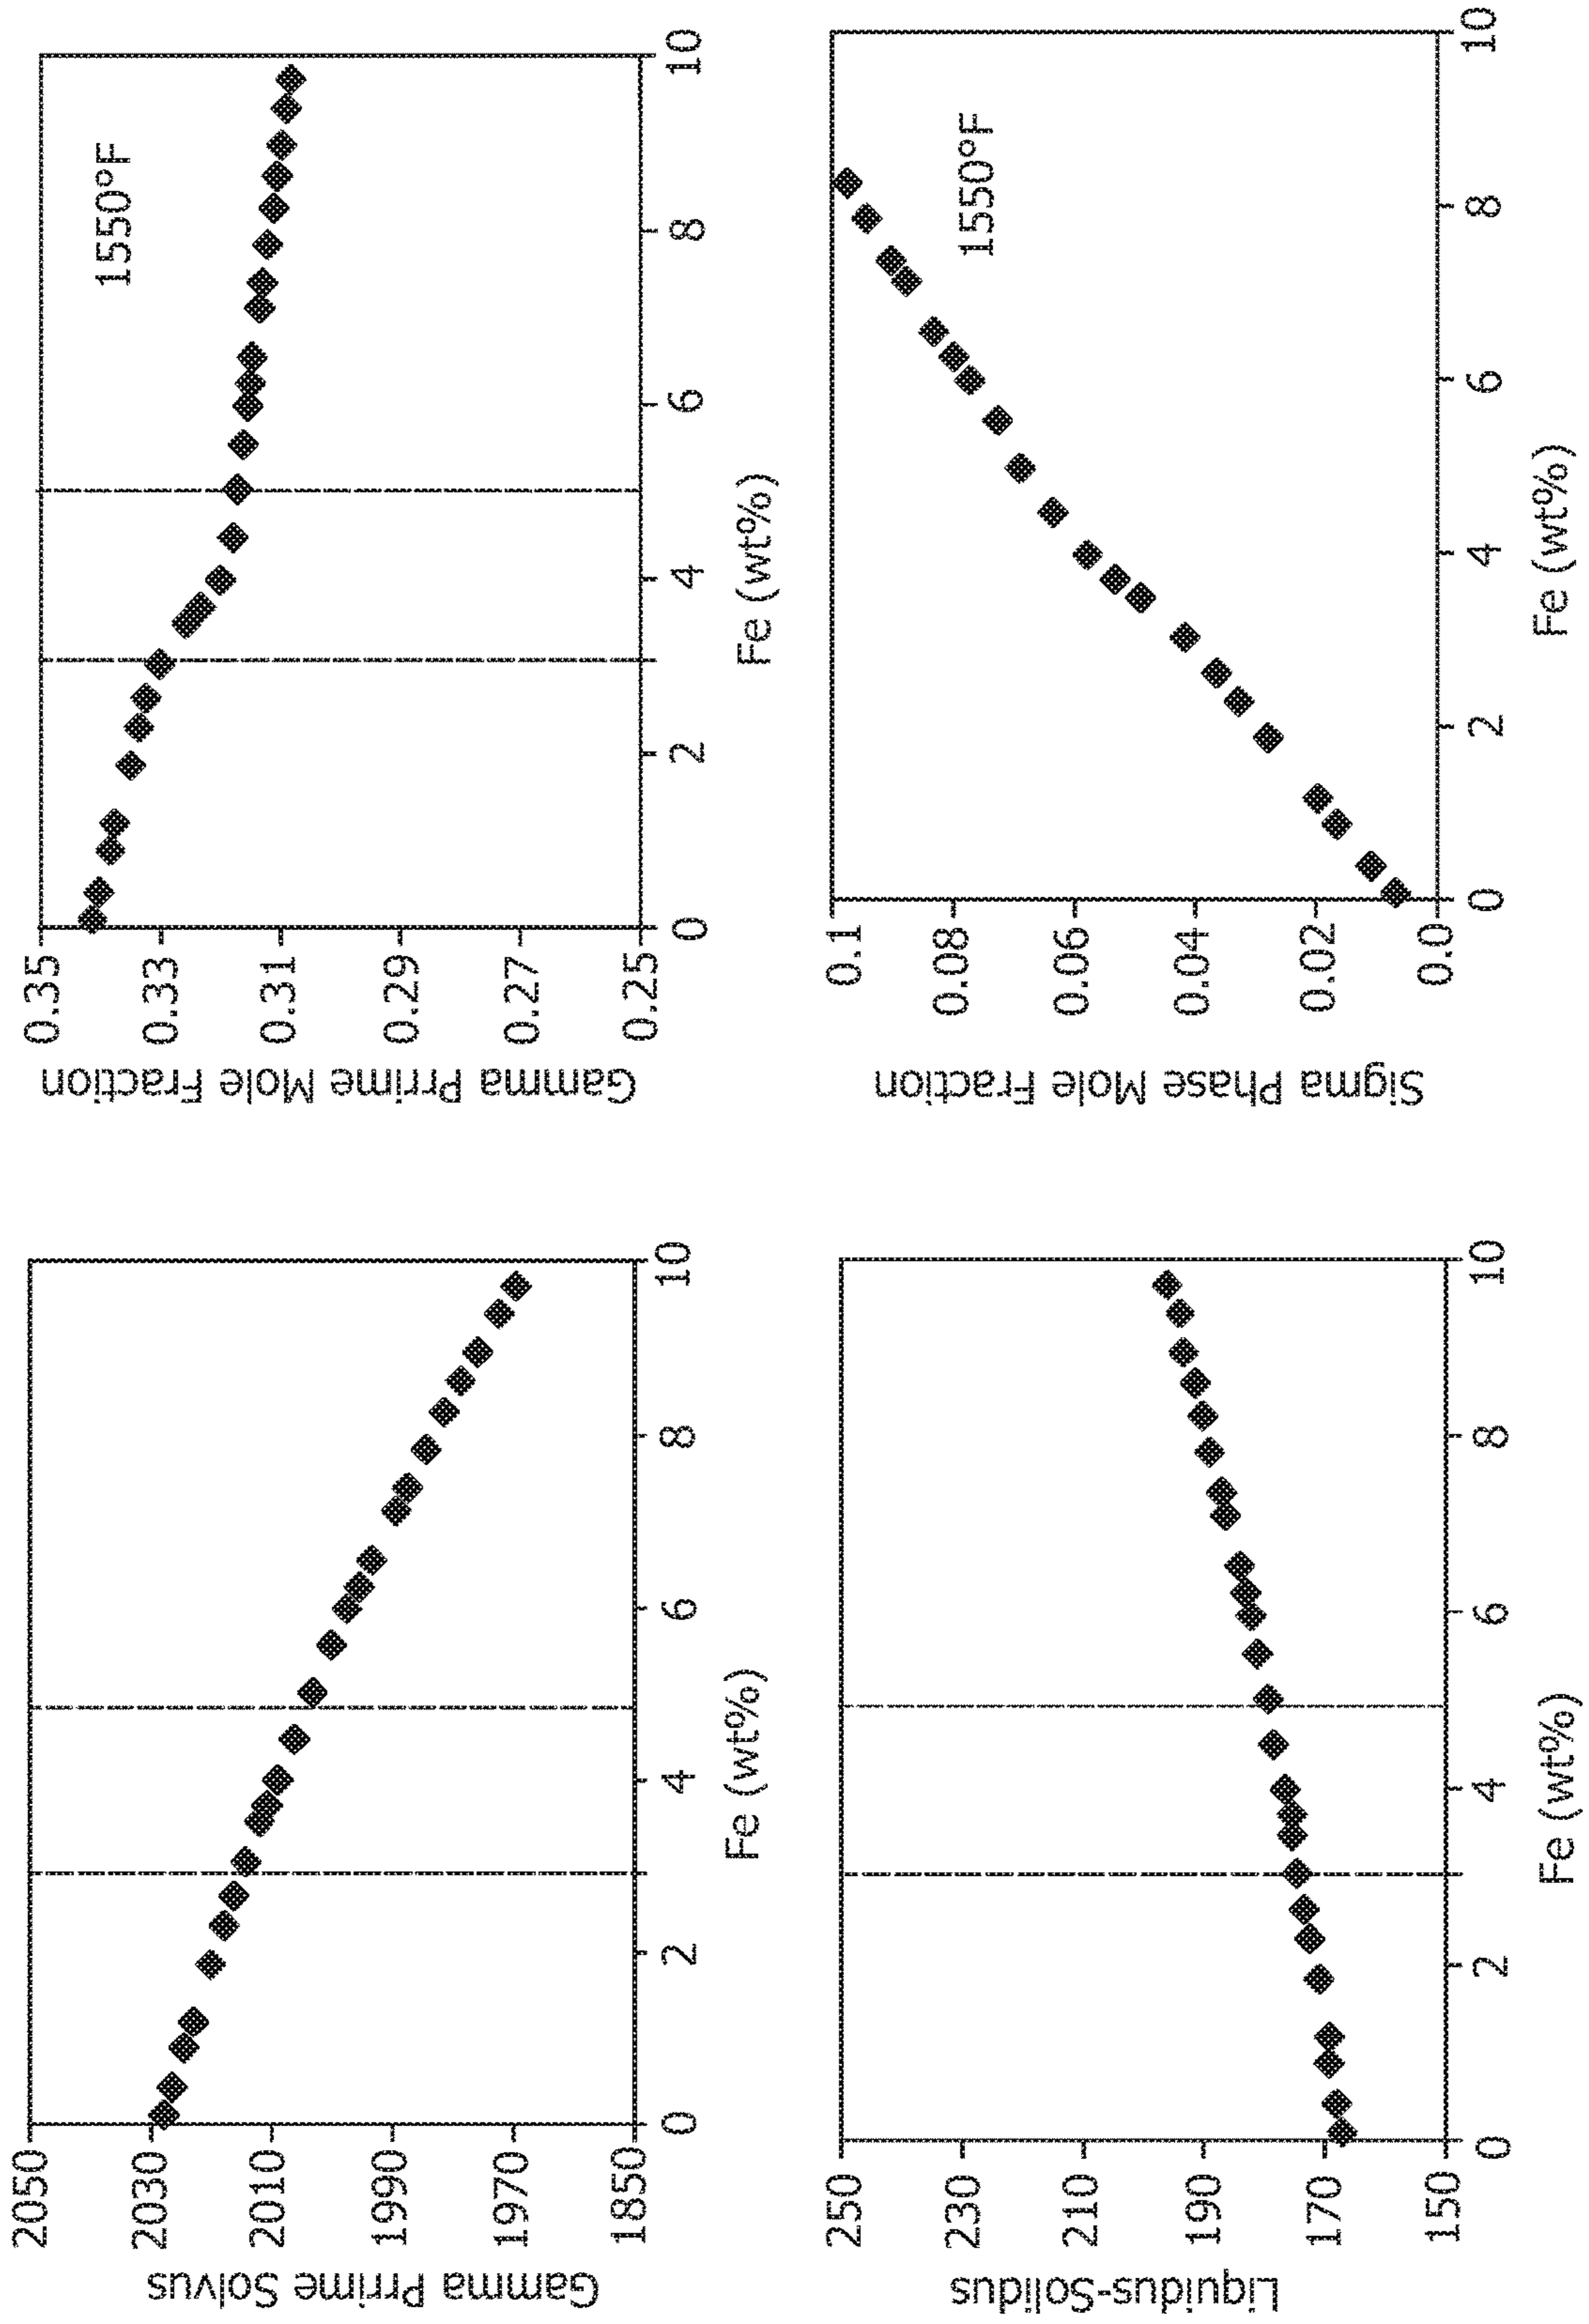 Gamma Prrime Solvus
2050
2030
2010
1990
1970
1850
0 2 4 6 8 10
Fe (wt%)
Gamma Prrime Mole Fraction
0.35
0.33
0.31
0.29
0.27
0.25
1550°F
0 2 4 6 8 10
Fe (wt%)
Liquidus-Solidus
250
230
210
190
170
150
0 2 4 6 8 10
Fe (wt%)
Sigma Phase Mole Fraction
0.1
0.08
0.06
0.04
0.02
0.0
1550°F
0 2 4 6 8 10
Fe (wt%)